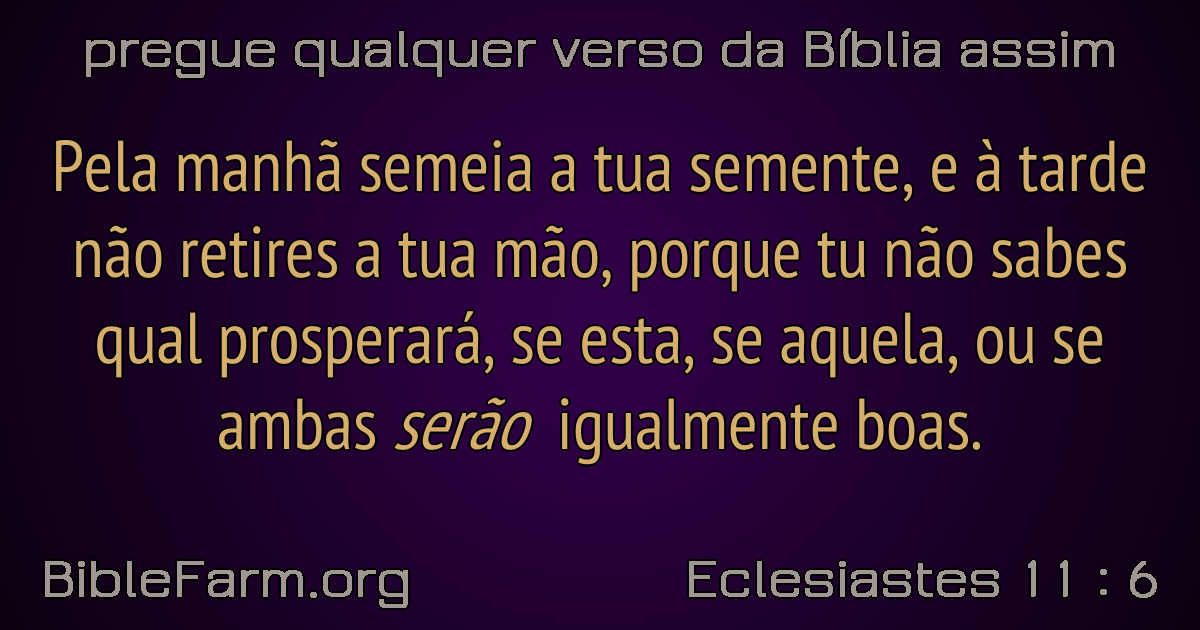 pregue qualquer verso da Bíblia assim
Pela manhã semeia a tua semente, e à tarde
não retires a tua mão, porque tu não sabes
qual prosperará, se esta, se aquela, ou se
ambas serão igualmente boas.
BibleFarm.org
Eclesiastes 11 : 6